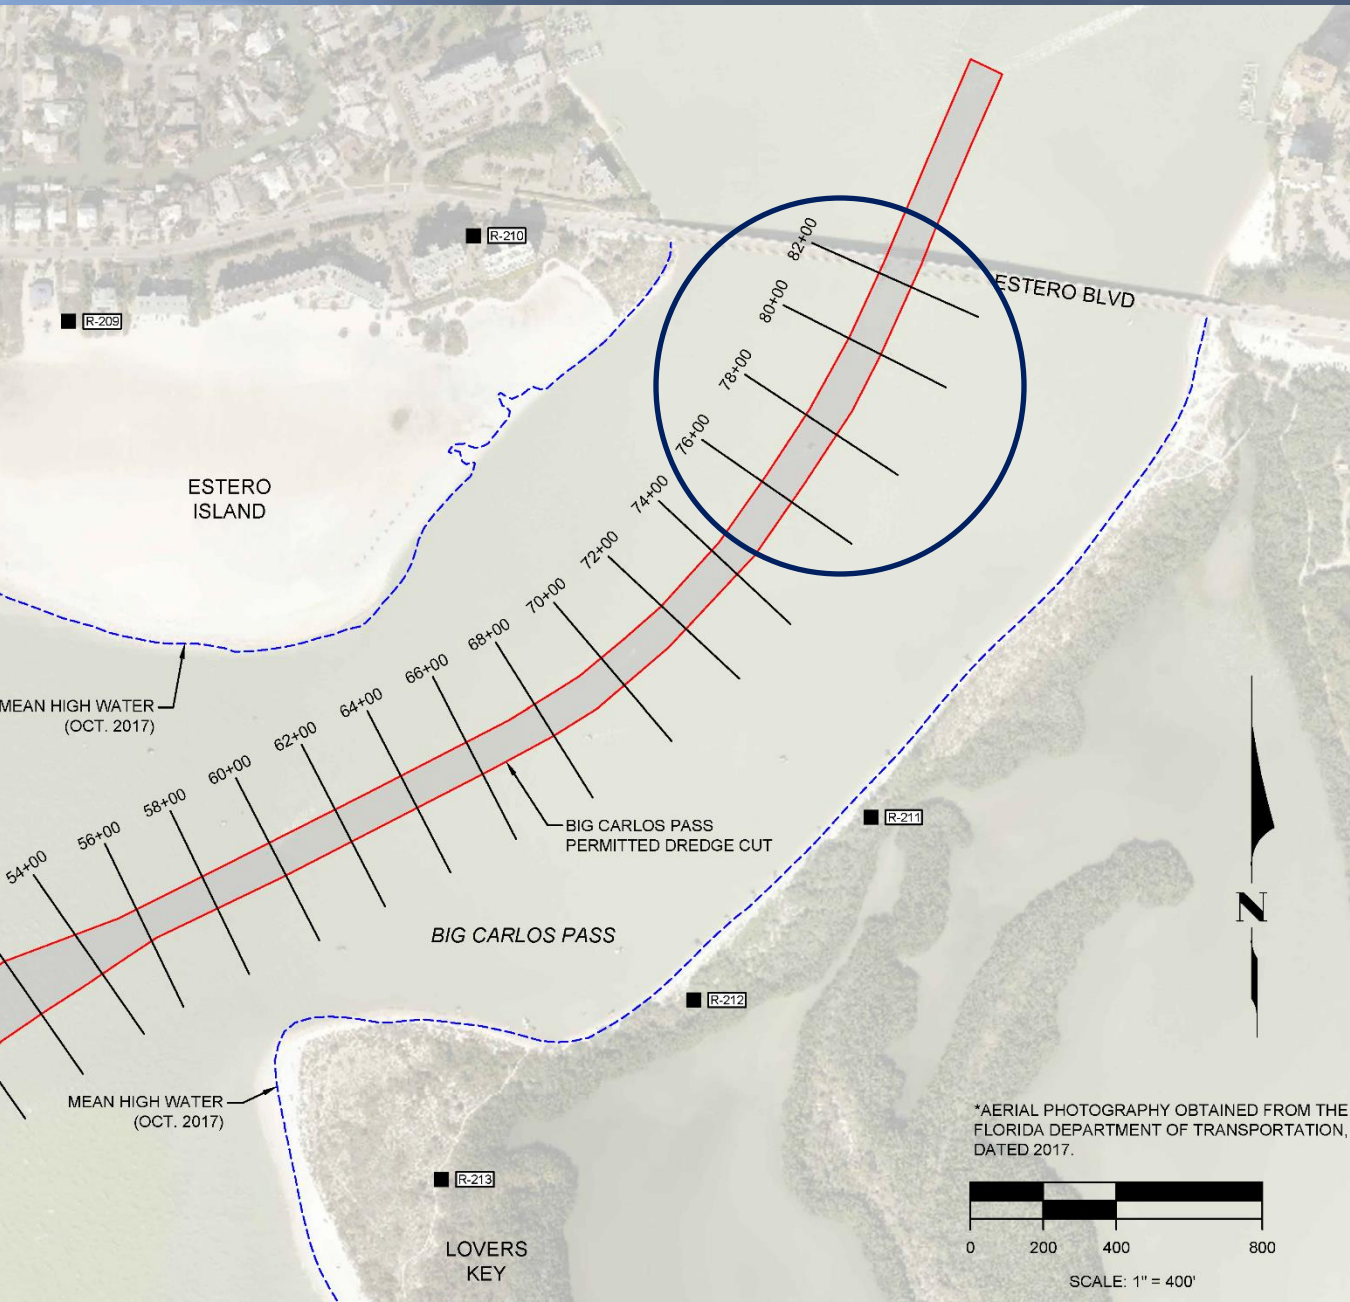 82+00
R-210
80+00
ESTERO BLVD
R-209
78+00
76+00
ESTERO
ISLAND
74+00
72+00
70+00
68+00
66+00
MEAN HIGH WATER
(OCT. 2017)
64+00
62+00
60+00
58+00
56+00
54+00
R-211
BIG CARLOS PASS
PERMITTED DREDGE CUT
N
BIG CARLOS PASS
R-212
MEAN HIGH WATER
(OCT. 2017)
*AERIAL PHOTOGRAPHY OBTAINED FROM THE
FLORIDA DEPARTMENT OF TRANSPORTATION,
DATED 2017.
R-213
LOVERS
KEY
0 200 400 800
SCALE: 1" = 400'